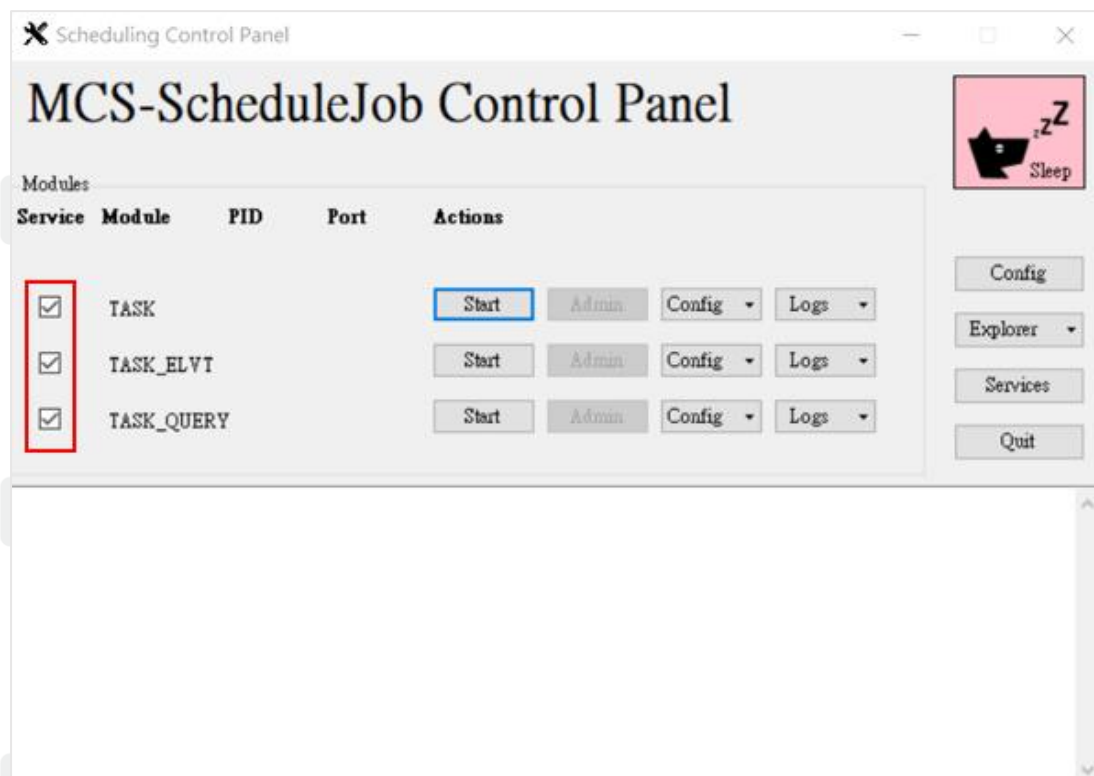 Scheduling Control Panel
MCS-ScheduleJob Control Panel
zZZ
Sleep
Modules
Service Module PID Port Actions
TASK Start Admin Config Logs
TASK_ELVT Start Admin Config Logs
TASK_QUERY Start Admin Config Logs
Config
Explorer
Services
Quit